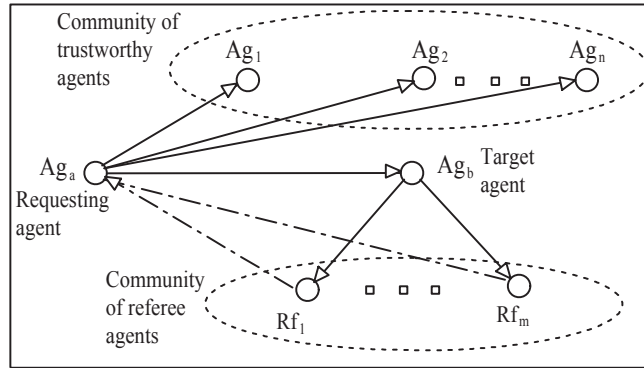 Community of
trustworthy
agents
Ag1
Ag2
Agn
Aga
Requesting
agent
Agb
Target
agent
Community
of referee
agents
Rf1
Rfm